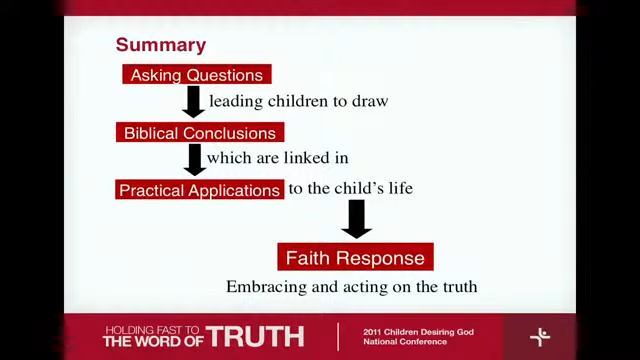 Summary
Asking Questions
leading children to draw
Biblical Conclusions
which are linked in
Practical Applications to the child's life
Faith Response
Embracing and acting on the truth
HOLDING FAST TO
THE WORD OF TRUTH
2011 Children Desiring God
National Conference